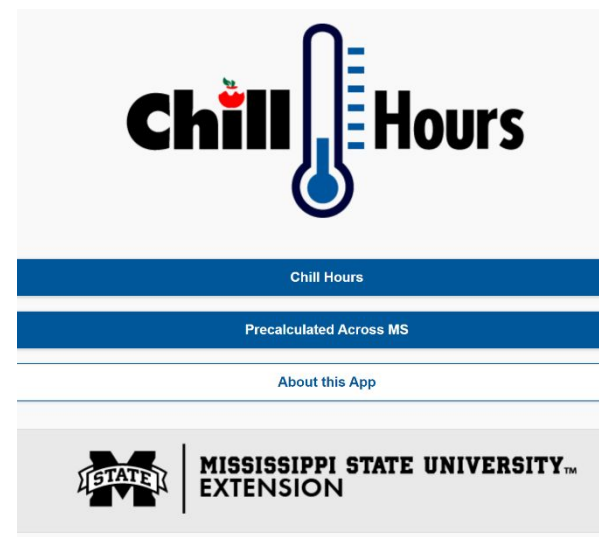 Chill Hours
Chill Hours
Precalculated Across MS
About this App
STATE
MISSISSIPPI STATE UNIVERSITY™
EXTENSION